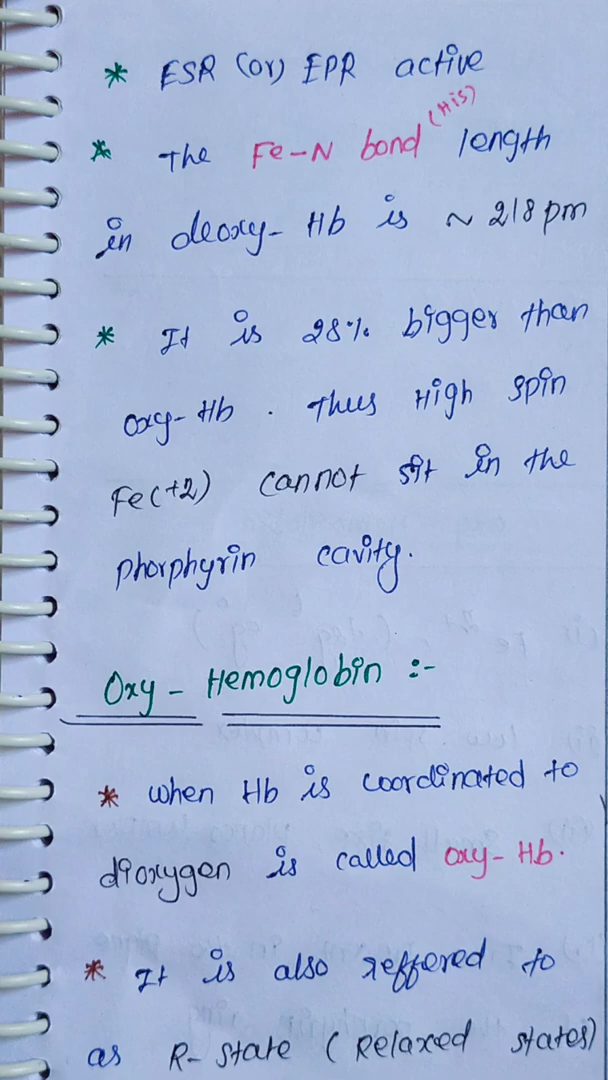 * ESR (or) EPR active
* The Fe-N bond (His) length
in deoxy-Hb is ~ 218 pm
* It is 28% bigger than
oxy-Hb. Thus High spin
Fe(+2) cannot sit in the
phorphyrin cavity.
Oxy-Hemoglobin :-
* when Hb is coordinated to
dioxygen is called oxy-Hb.
* It is also reffered to
as R-state (Relaxed states)